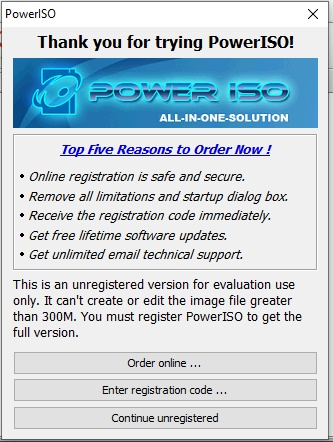 PowerISO
Thank you for trying PowerISO!
POWER ISO
ALL-IN-ONE-SOLUTION
Top Five Reasons to Order Now !
• Online registration is safe and secure.
• Remove all limitations and startup dialog box.
• Receive the registration code immediately.
• Get free lifetime software updates.
• Get unlimited email technical support.
This is an unregistered version for evaluation use
only. It can't create or edit the image file greater
than 300M. You must register PowerISO to get the
full version.
Order online ...
Enter registration code ...
Continue unregistered